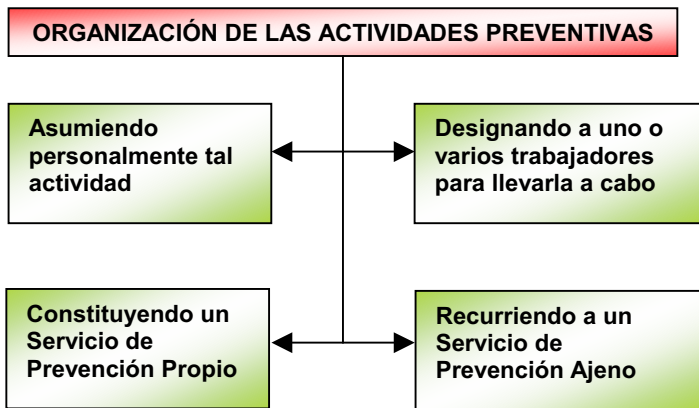 ORGANIZACIÓN DE LAS ACTIVIDADES PREVENTIVAS
Asumiendo
personalmente tal
actividad
Designando a uno o
varios trabajadores
para llevarla a cabo
Constituyendo un
Servicio de
Prevención Propio
Recurriendo a un
Servicio de
Prevención Ajeno